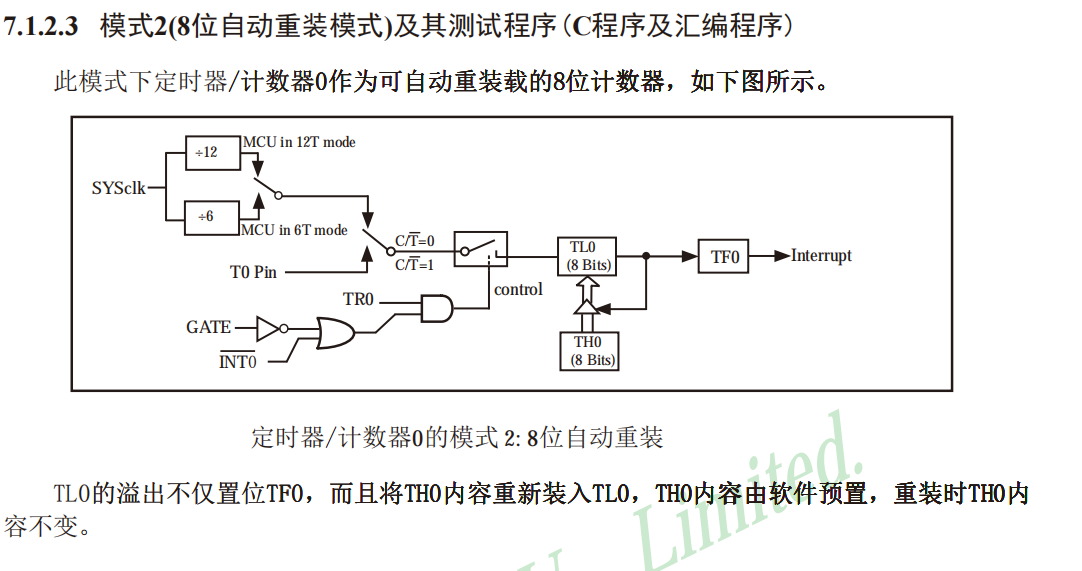 7.1.2.3 模式2(8位自动重装模式)及其测试程序(C程序及汇编程序)
此模式下定时器/计数器0作为可自动重装载的8位计数器，如下图所示。
÷12
MCU in 12T mode
SYSclk
÷6
MCU in 6T mode
C/T̅=0
C/T̅=1
T0 Pin
TL0
(8 Bits)
TF0
Interrupt
control
TR0
GATE
I̅N̅T̅0̅
TH0
(8 Bits)
定时器/计数器0的模式 2: 8位自动重装
TL0的溢出不仅置位TF0，而且将TH0内容重新装入TL0，TH0内容由软件预置，重装时TH0内
容不变。
Limited.